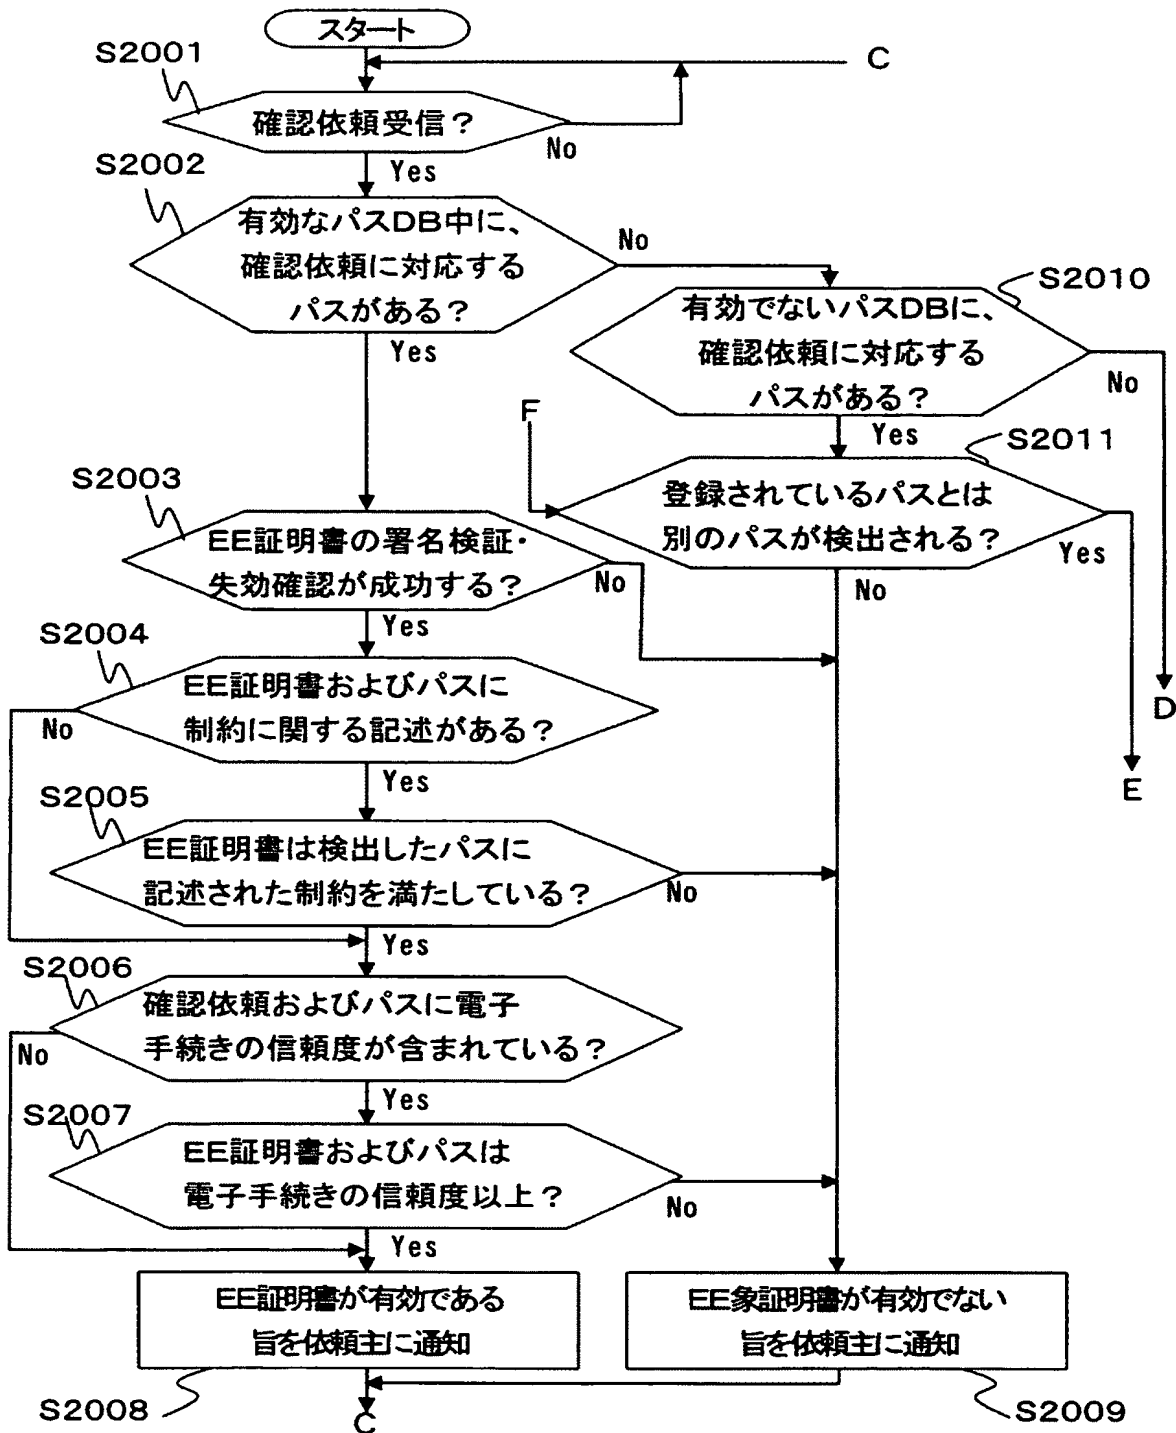 スタート
S2001
C
確認依頼受信?
No
Yes
S2002
有効なパスDB中に、
確認依頼に対応する
パスがある?
No
Yes
S2010
有効でないパスDBに、
確認依頼に対応する
パスがある?
No
Yes
F
S2011
登録されているパスとは
別のパスが検出される?
Yes
No
S2003
EE証明書の署名検証・
失効確認が成功する?
No
Yes
D
E
S2004
EE証明書およびパスに
制約に関する記述がある?
No
Yes
S2005
EE証明書は検出したパスに
記述された制約を満たしている?
No
Yes
S2006
確認依頼およびパスに電子
手続きの信頼度が含まれている?
No
Yes
S2007
EE証明書およびパスは
電子手続きの信頼度以上?
No
Yes
EE証明書が有効である
旨を依頼主に通知
S2008
EE象証明書が有効でない
旨を依頼主に通知
S2009
C